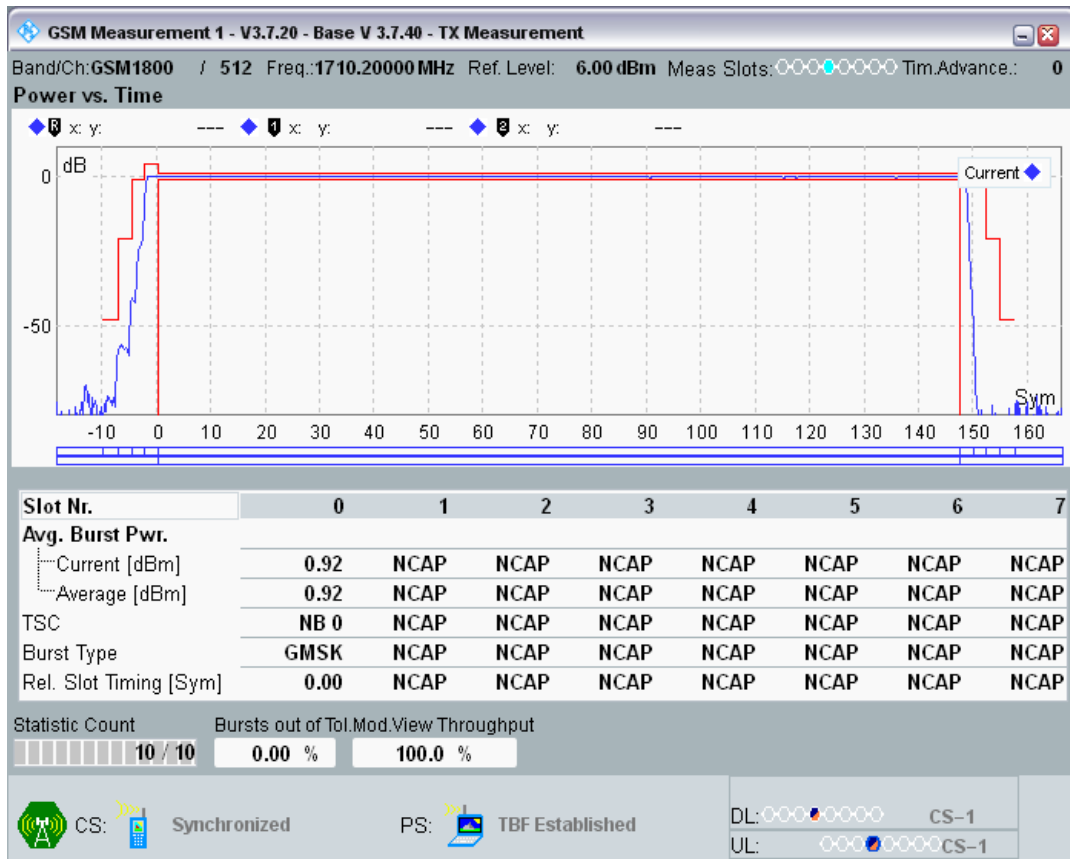 GSM Measurement 1 - V3.7.20 - Base V 3.7.40 - TX Measurement
Band/Ch:GSM1800 / 512 Freq.:1710.20000 MHz Ref. Level: 6.00 dBm Meas Slots: Tim.Advance.: 0
Power vs. Time
R x: y: --- 1 x: y: --- 2 x: y: ---
dB
0
Current
-50
Sym
-10 0 10 20 30 40 50 60 70 80 90 100 110 120 130 140 150 160
Slot Nr. 0 1 2 3 4 5 6 7
Avg. Burst Pwr.
Current [dBm] 0.92 NCAP NCAP NCAP NCAP NCAP NCAP NCAP
Average [dBm] 0.92 NCAP NCAP NCAP NCAP NCAP NCAP NCAP
TSC NB 0 NCAP NCAP NCAP NCAP NCAP NCAP NCAP
Burst Type GMSK NCAP NCAP NCAP NCAP NCAP NCAP NCAP
Rel. Slot Timing [Sym] 0.00 NCAP NCAP NCAP NCAP NCAP NCAP NCAP
Statistic Count Bursts out of Tol. Mod.View Throughput
10 / 10 0.00 % 100.0 %
CS: Synchronized PS: TBF Established
DL: CS-1
UL: CS-1